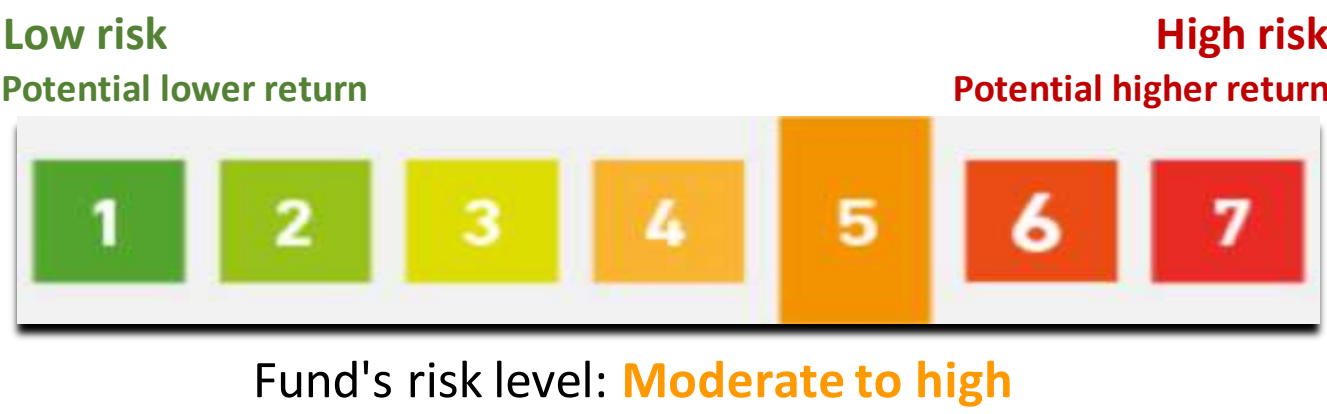 Low risk High risk
Potential lower return Potential higher return
1 2 3 4 5 6 7
Fund's risk level: Moderate to high